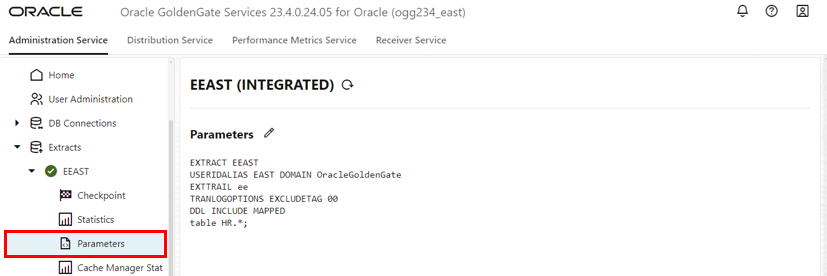 ORACLE
Oracle GoldenGate Services 23.4.0.24.05 for Oracle (ogg234_east)
Administration Service
Distribution Service
Performance Metrics Service
Receiver Service
Home
User Administration
DB Connections
Extracts
EEAST
Checkpoint
Statistics
Parameters
Cache Manager Stat
EEAST (INTEGRATED)
Parameters
EXTRACT EEAST
USERIDALIAS EAST DOMAIN OracleGoldenGate
EXTTRAIL ee
TRANLOGOPTIONS EXCLUDETAG 00
DDL INCLUDE MAPPED
table HR.*;